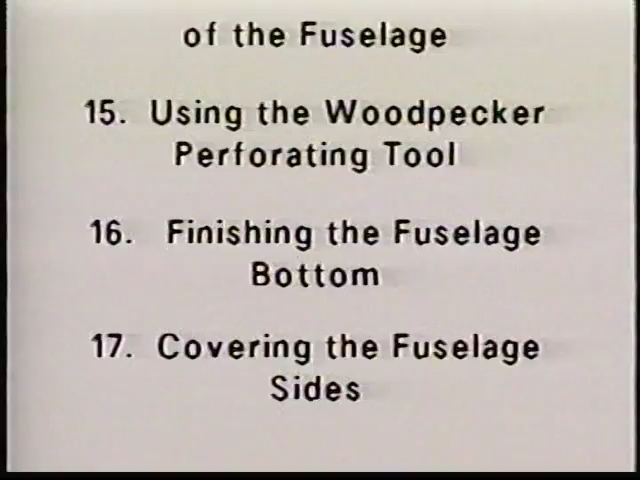 of the Fuselage
15. Using the Woodpecker
Perforating Tool
16. Finishing the Fuselage
Bottom
17. Covering the Fuselage
Sides